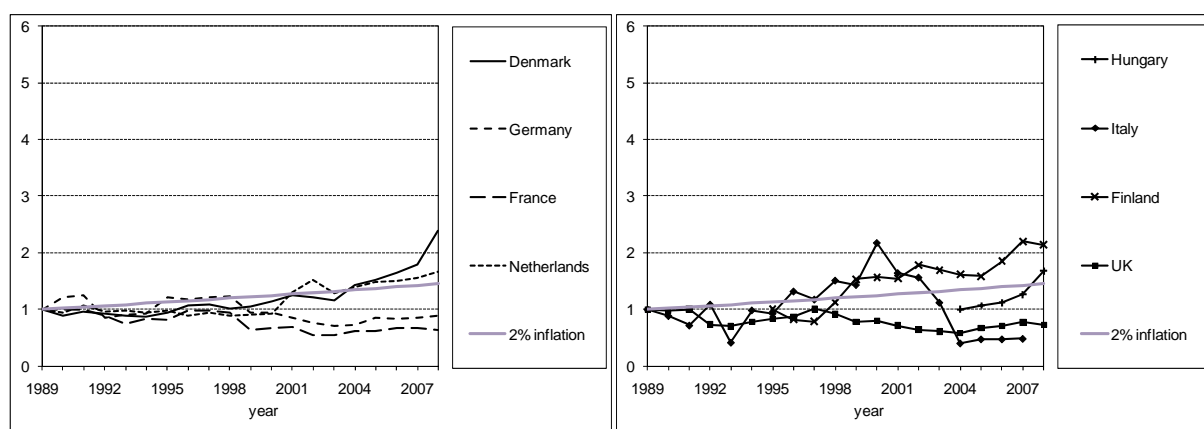 6
5
4
3
2
1
0
1989 1992 1995 1998 2001 2004 2007
year
Denmark
Germany
France
Netherlands
2% inflation
6
5
4
3
2
1
0
1989 1992 1995 1998 2001 2004 2007
year
Hungary
Italy
Finland
UK
2% inflation